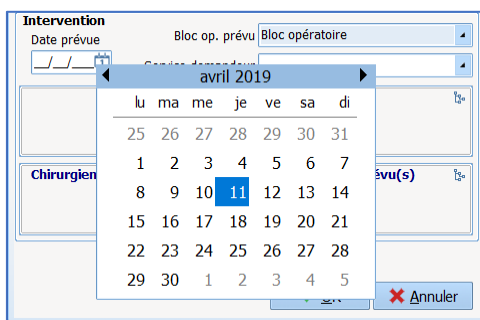 Intervention
Date prévue
Bloc op. prévu Bloc opératoire
__/__/__
avril 2019
lu ma me je ve sa di
25 26 27 28 29 30 31
1 2 3 4 5 6 7
Chirurgien
8 9 10 11 12 13 14
15 16 17 18 19 20 21
22 23 24 25 26 27 28
29 30 1 2 3 4 5
Annuler